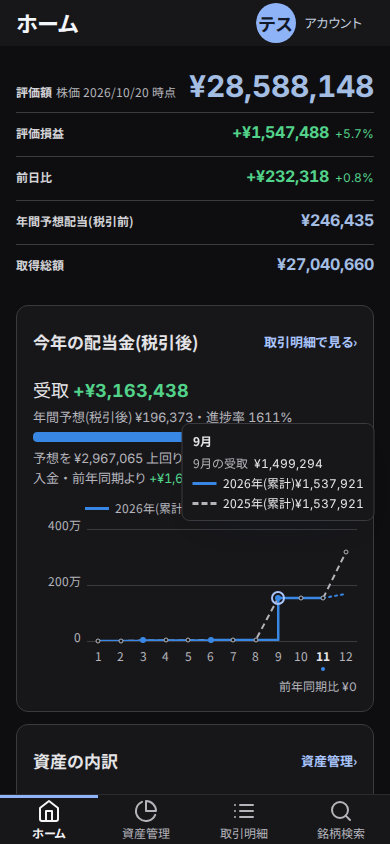 ホーム
テス アカウント
評価額 株価 2026/10/20 時点 ¥28,588,148
評価損益 +¥1,547,488 +5.7%
前日比 +¥232,318 +0.8%
年間予想配当(税引前) ¥246,435
取得総額 ¥27,040,660
今年の配当金(税引後) 取引明細で見る›
受取 +¥3,163,438
年間予想(税引後) ¥196,373・進捗率 1611%
予想を ¥2,967,065 上回り
入金・前年同期より +¥1,6
9月
9月の受取 ¥1,499,294
2026年(累計)¥1,537,921
2025年(累計)¥1,537,921
2026年(累計
400万
200万
0
1 2 3 4 5 6 7 8 9 10 11 12
前年同期比 ¥0
資産の内訳 資産管理›
ホーム 資産管理 取引明細 銘柄検索